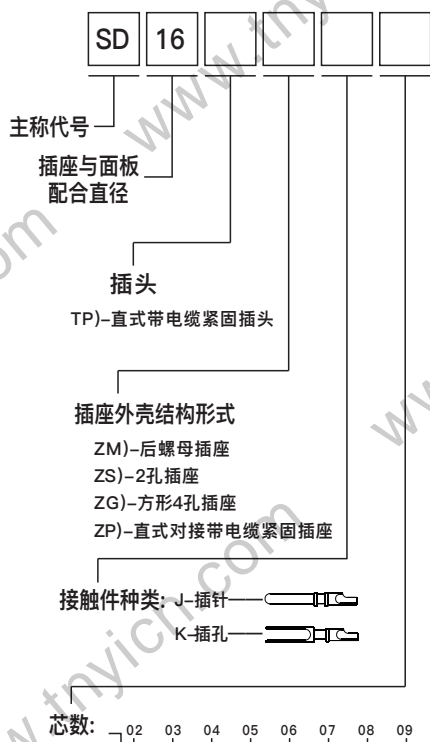 SD 16
主称代号
插座与面板
配合直径
插头
TP)–直式带电缆紧固插头
插座外壳结构形式
ZM)–后螺母插座
ZS)–2孔插座
ZG)–方形4孔插座
ZP)–直式对接带电缆紧固插座
接触件种类: J–插针
K–插孔
芯数:
02 03 04 05 06 07 08 09
www.tnyich.com